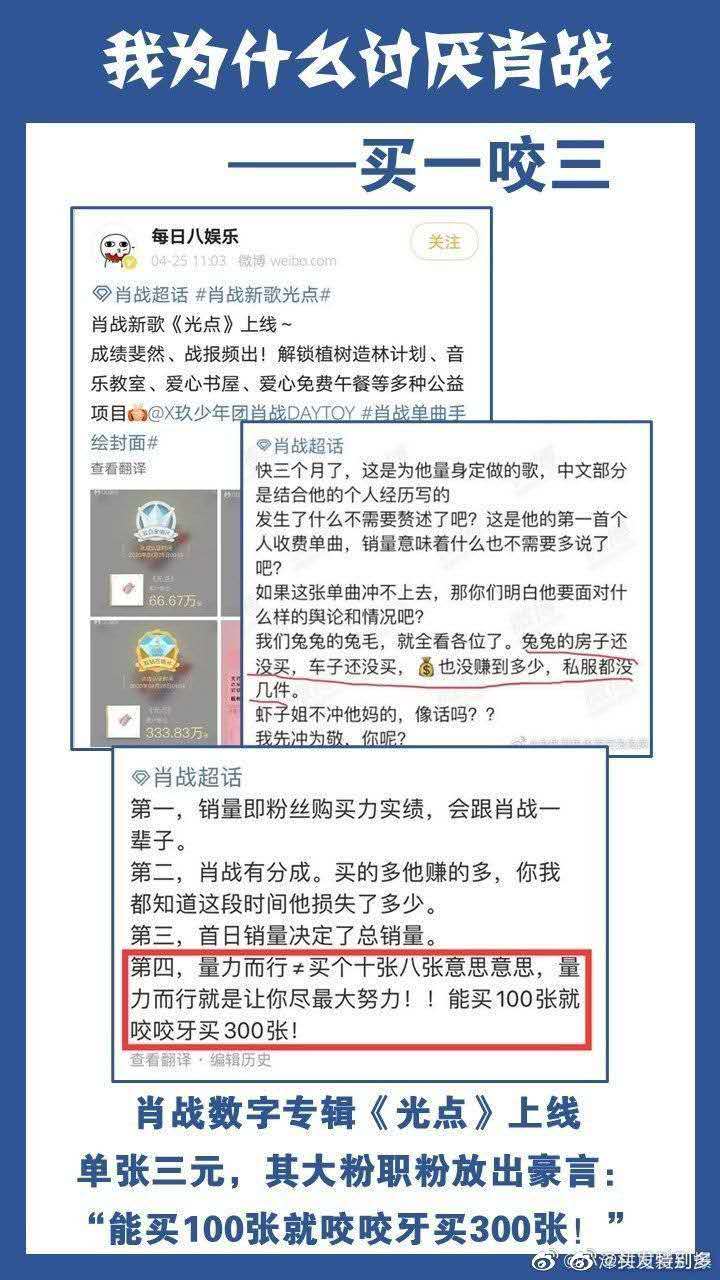 我为什么讨厌肖战
——买一咬三
每日八娱乐
关注
04-25 11:03 微博 weibo.com
肖战超话 #肖战新歌光点#
肖战新歌《光点》上线~
成绩斐然、战报频出！解锁植树造林计划、音
乐教室、爱心书屋、爱心免费午餐等多种公益
项目@X玖少年团肖战DAYTOY #肖战单曲手
绘封面#
查看翻译
66.67万
333.83万
肖战超话
快三个月了，这是为他量身定做的歌，中文部分
是结合他的个人经历写的
发生了什么不需要赘述了吧？这是他的第一首个
人收费单曲，销量意味着什么也不需要多说了
吧？
如果这张单曲冲不上去，那你们明白他要面对什
么样的舆论和情况吧？
我们兔兔的兔毛，就全看各位了。兔兔的房子还
没买，车子还没买，💰也没赚到多少，私服都没
几件。
虾子姐不冲他妈的，像话吗？？
我先冲为敬，你呢？
肖战超话
第一，销量即粉丝购买力实绩，会跟肖战一
辈子。
第二，肖战有分成。买的多他赚的多，你我
都知道这段时间他损失了多少。
第三，首日销量决定了总销量。
第四，量力而行≠买个十张八张意思意思，量
力而行就是让你尽最大努力！！能买100张就
咬咬牙买300张！
查看翻译 · 编辑历史
肖战数字专辑《光点》上线
单张三元，其大粉职粉放出豪言：
“能买100张就咬咬牙买300张！”